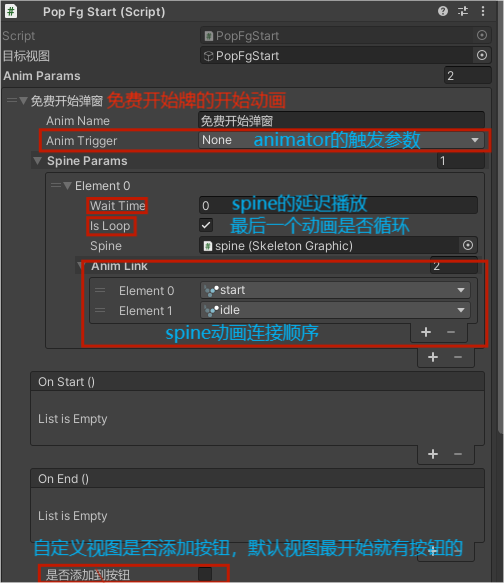 Pop Fg Start (Script)
Script
PopFgStart
目标视图
PopFgStart
Anim Params
2
免费开始弹窗
免费开始牌的开始动画
Anim Name
免费开始弹窗
Anim Trigger
None
animator的触发参数
Spine Params
1
Element 0
Wait Time
0
spine的延迟播放
Is Loop
最后一个动画是否循环
Spine
spine (Skeleton Graphic)
Anim Link
2
Element 0
start
Element 1
idle
spine动画连接顺序
On Start ()
List is Empty
On End ()
List is Empty
自定义视图是否添加按钮，默认视图最开始就有按钮的
是否添加到按钮